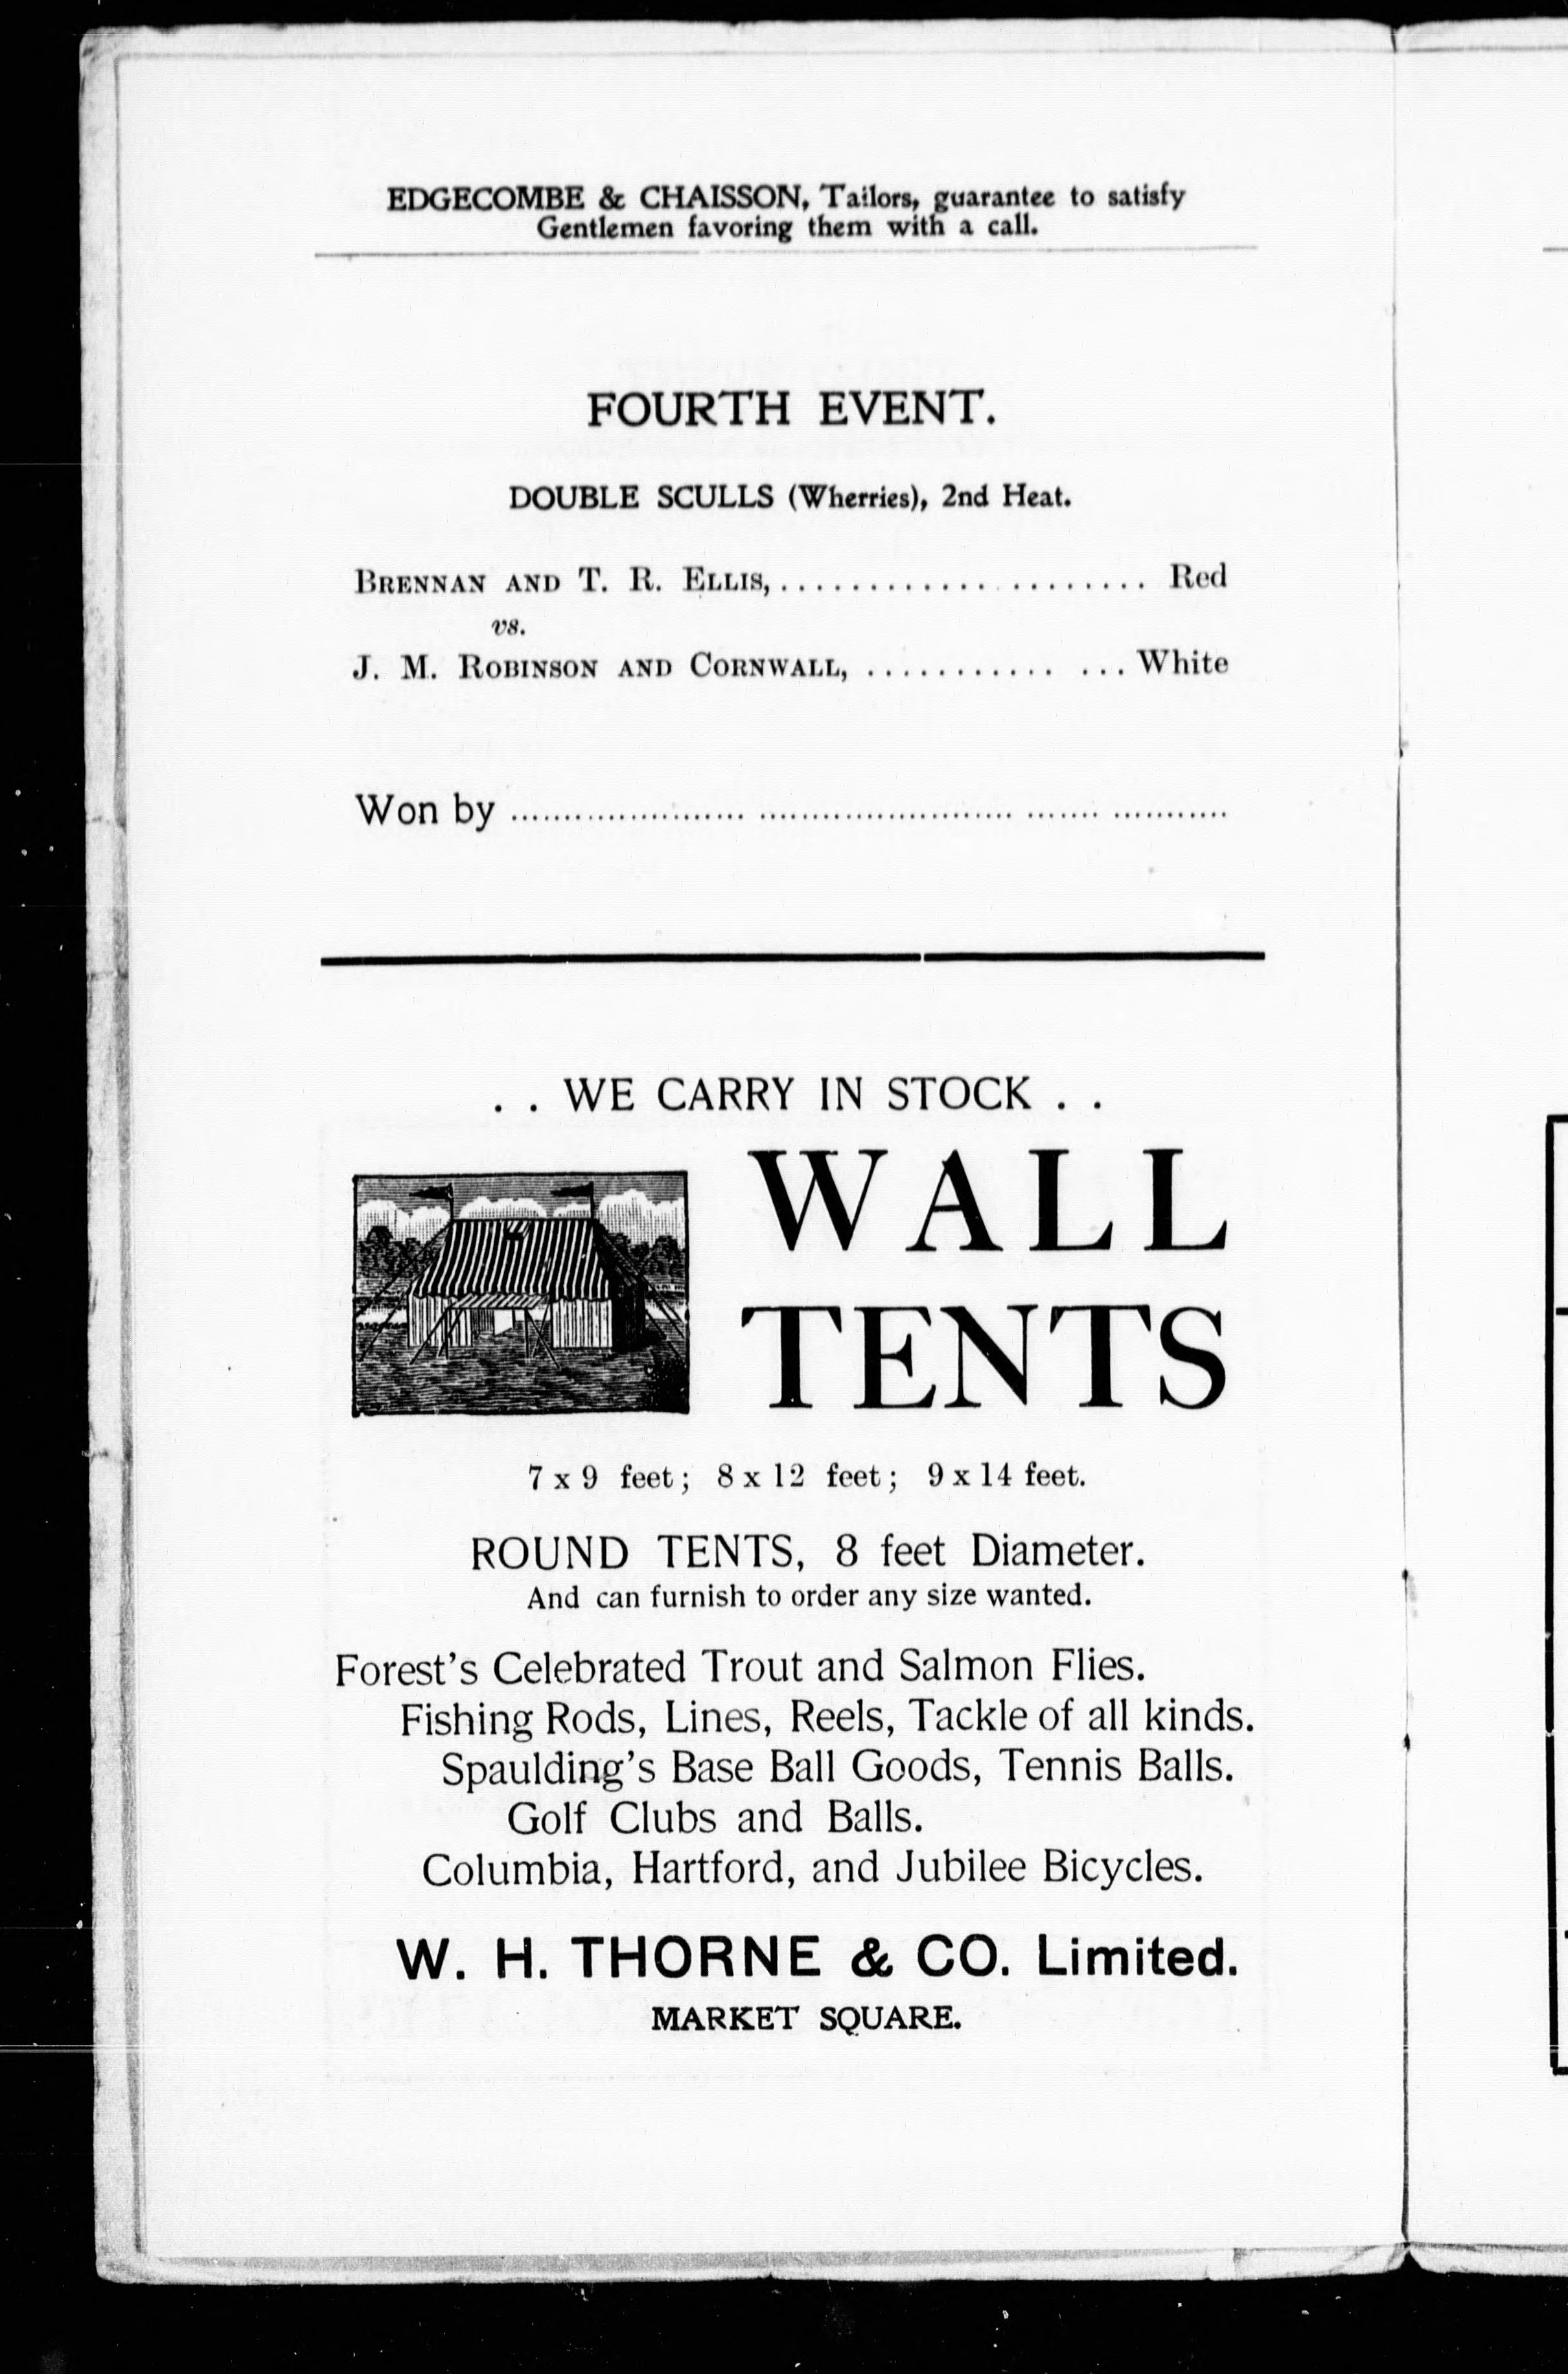 EDGECOMBE & CHAISSON, Tailors, guarantee to satisfy
Gentlemen favoring them with a call.
FOURTH EVENT.
DOUBLE SCULLS (Wherries), 2nd Heat.
BRENNAN AND T. R. ELLIS,.................... Red
vs.
J. M. ROBINSON AND CORNWALL, ........... ... White
Won by ...................... ........................ ....... ...........
. . WE CARRY IN STOCK . .
WALL
TENTS
7 x 9 feet; 8 x 12 feet; 9 x 14 feet.
ROUND TENTS, 8 feet Diameter.
And can furnish to order any size wanted.
Forest's Celebrated Trout and Salmon Flies.
Fishing Rods, Lines, Reels, Tackle of all kinds.
Spaulding's Base Ball Goods, Tennis Balls.
Golf Clubs and Balls.
Columbia, Hartford, and Jubilee Bicycles.
W. H. THORNE & CO. Limited.
MARKET SQUARE.